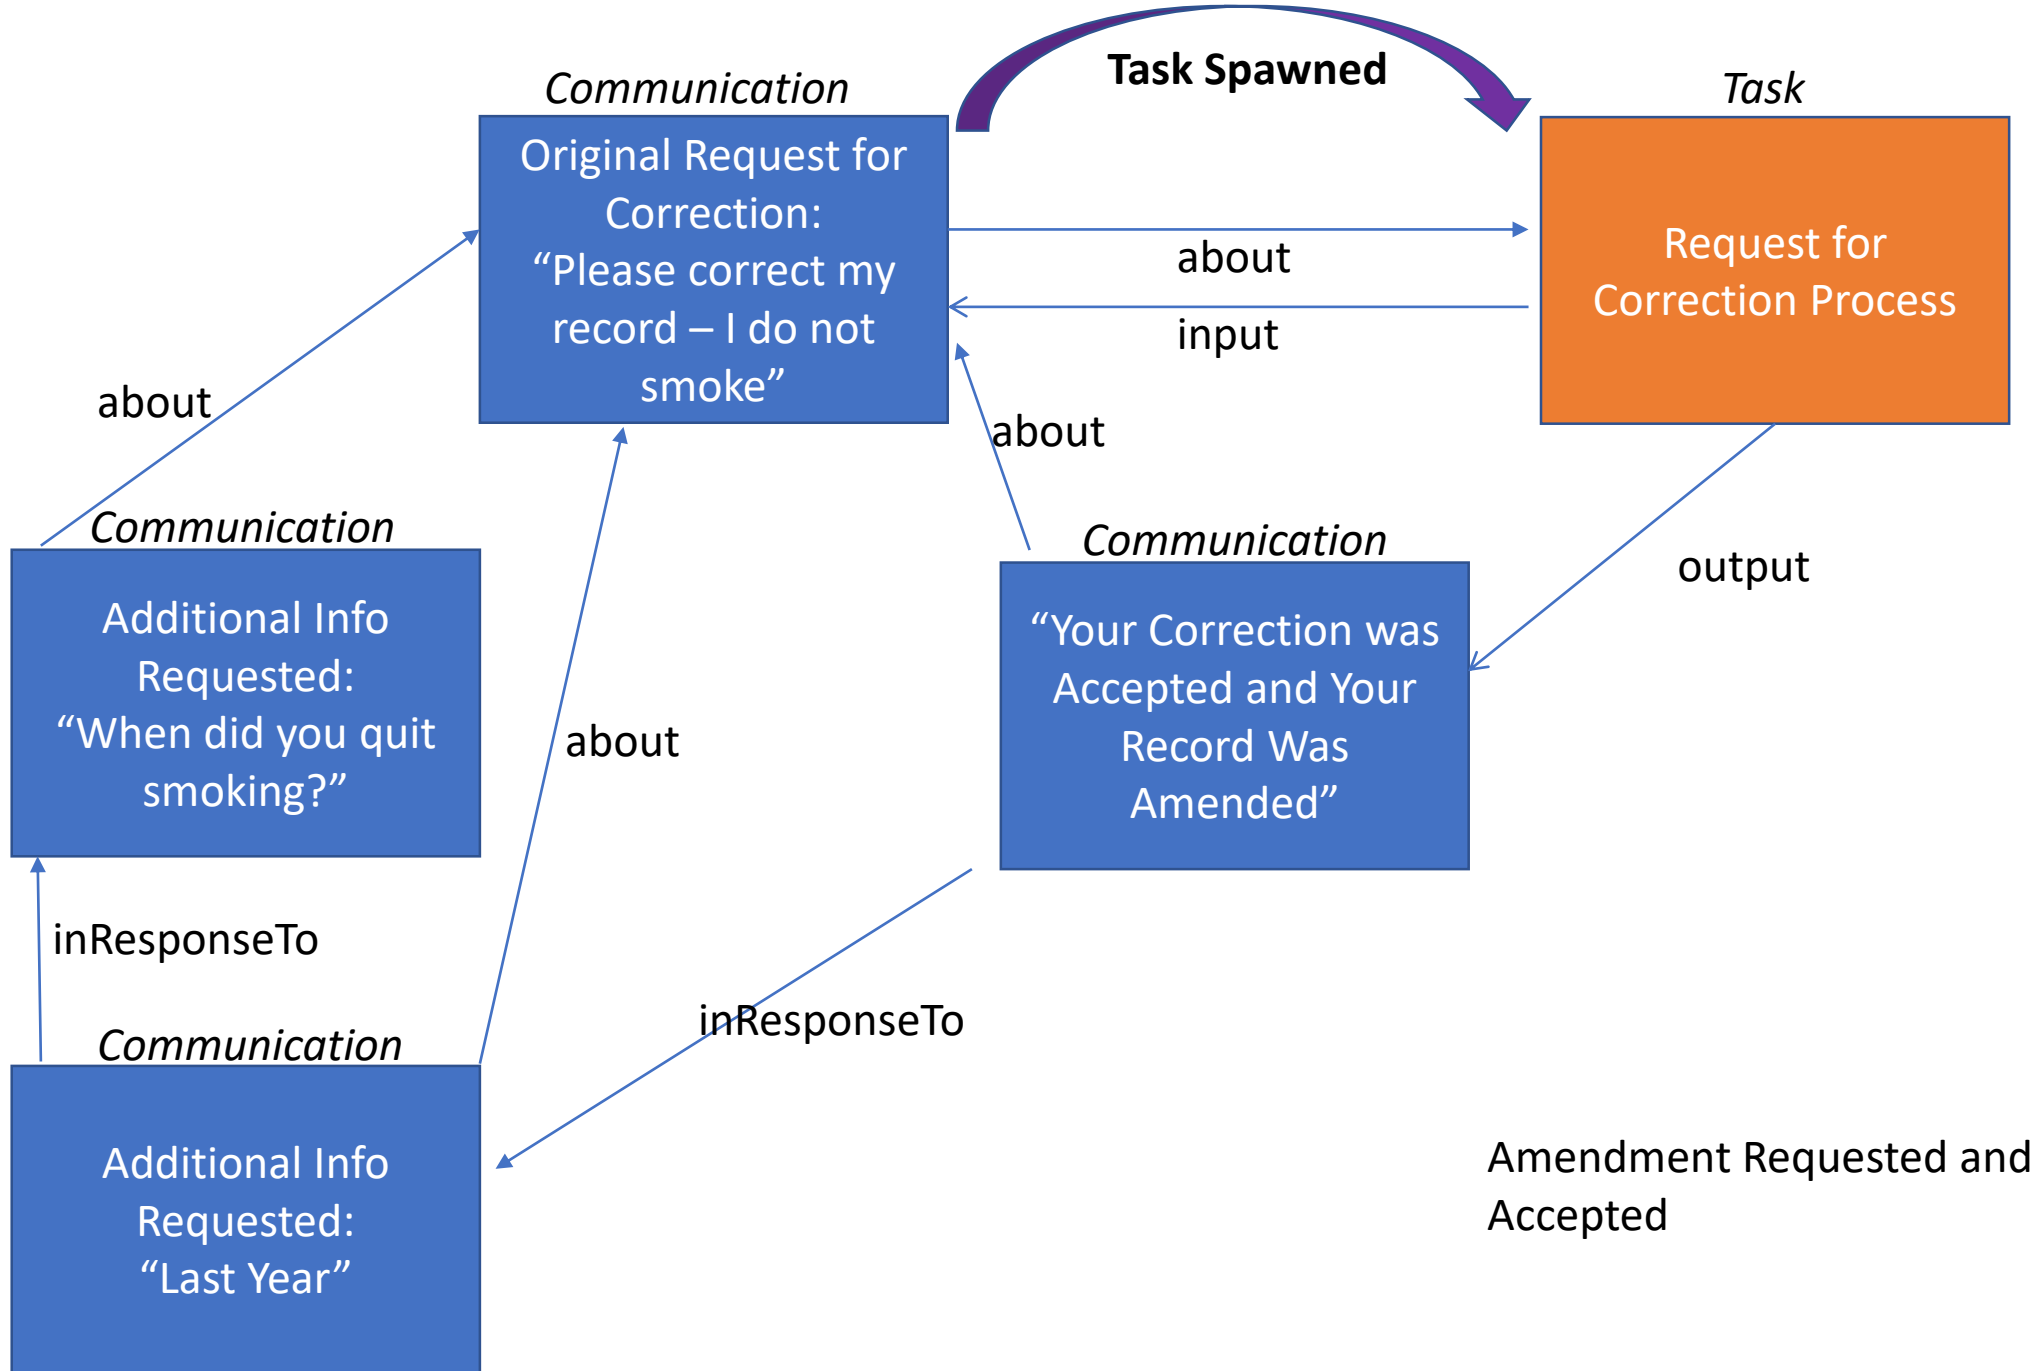 Task Spawned
Communication
Task
Original Request for
Correction:
“Please correct my
record – I do not
smoke”
Request for
Correction Process
about
input
about
about
Communication
Communication
output
Additional Info
Requested:
“When did you quit
smoking?”
“Your Correction was
Accepted and Your
Record Was
Amended”
about
inResponseTo
inResponseTo
Communication
Additional Info
Requested:
“Last Year”
Amendment Requested and
Accepted